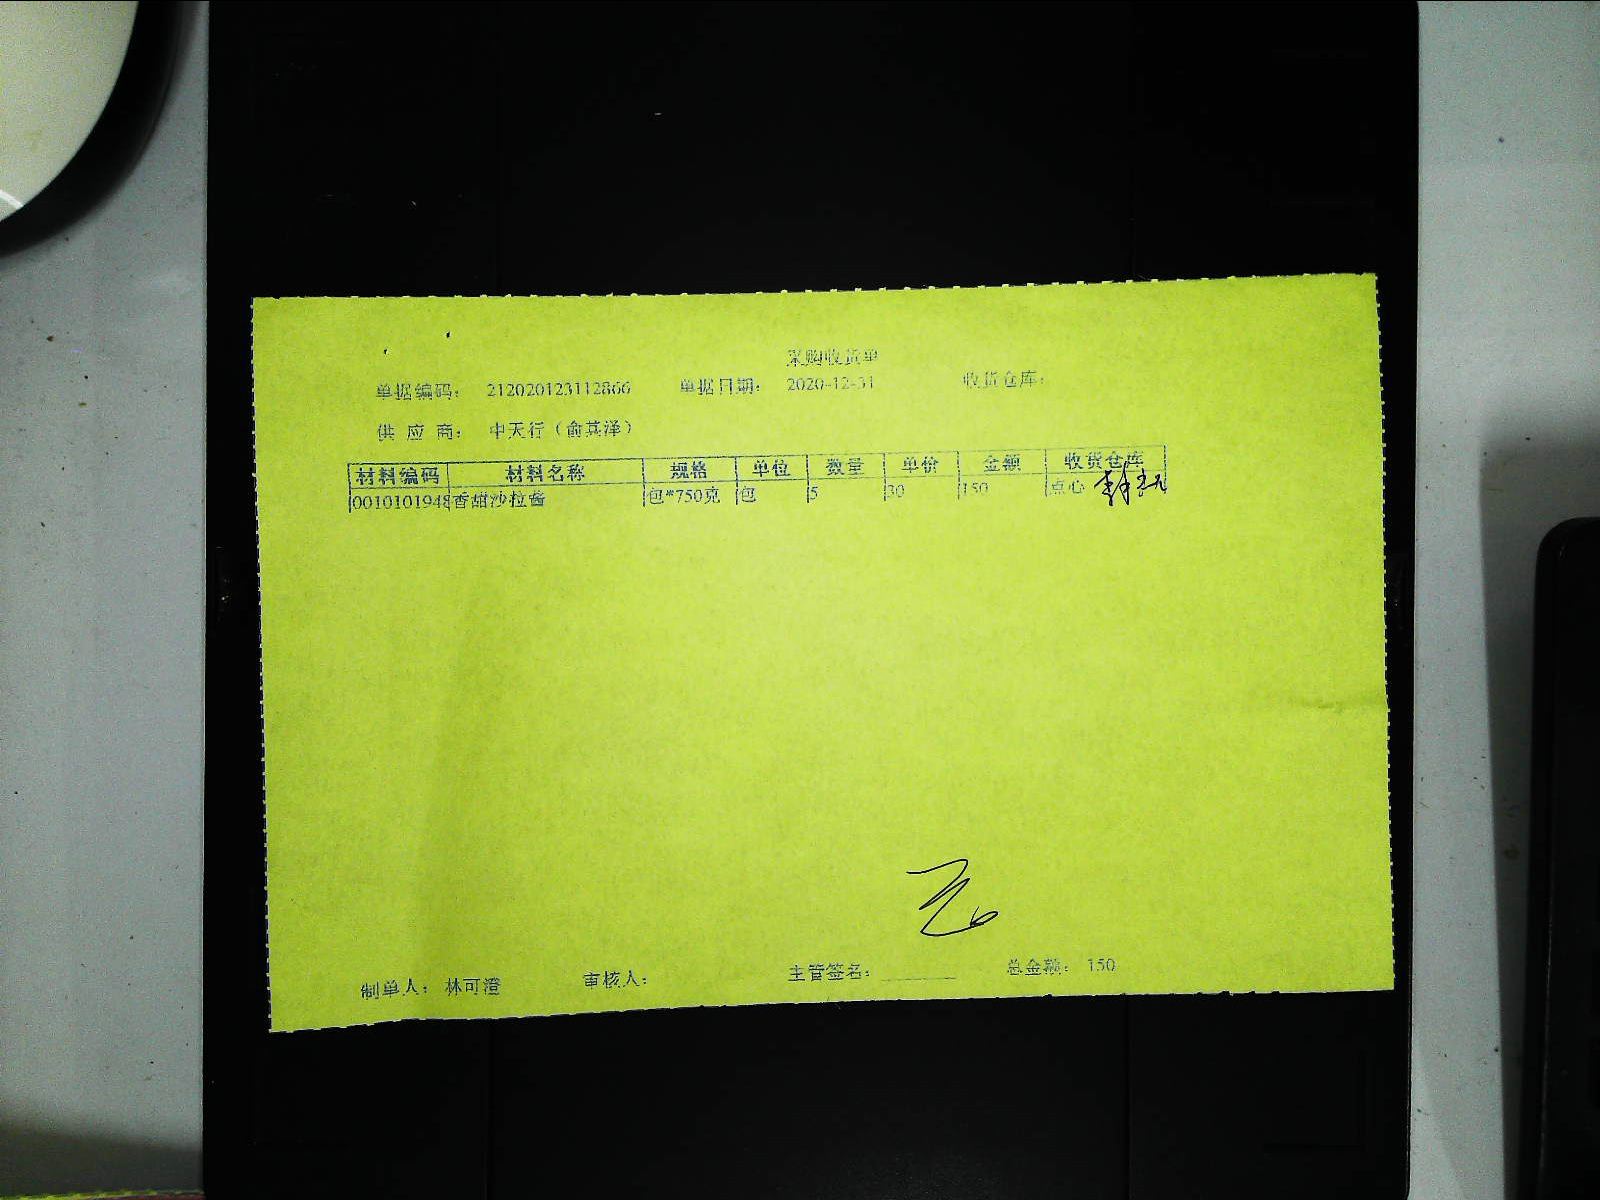 采购收货单
单据编码： 212020123112866 单据日期： 2020-12-31 收货仓库：
供 应 商： 中天行（俞其泽）
材料编码 材料名称 规格 单位 数量 单价 金额 收货仓库
0010101948 香甜沙拉酱 包*750克 包 5 30 150 点心
制单人： 林可澄 审核人： 主管签名： 总金额： 150